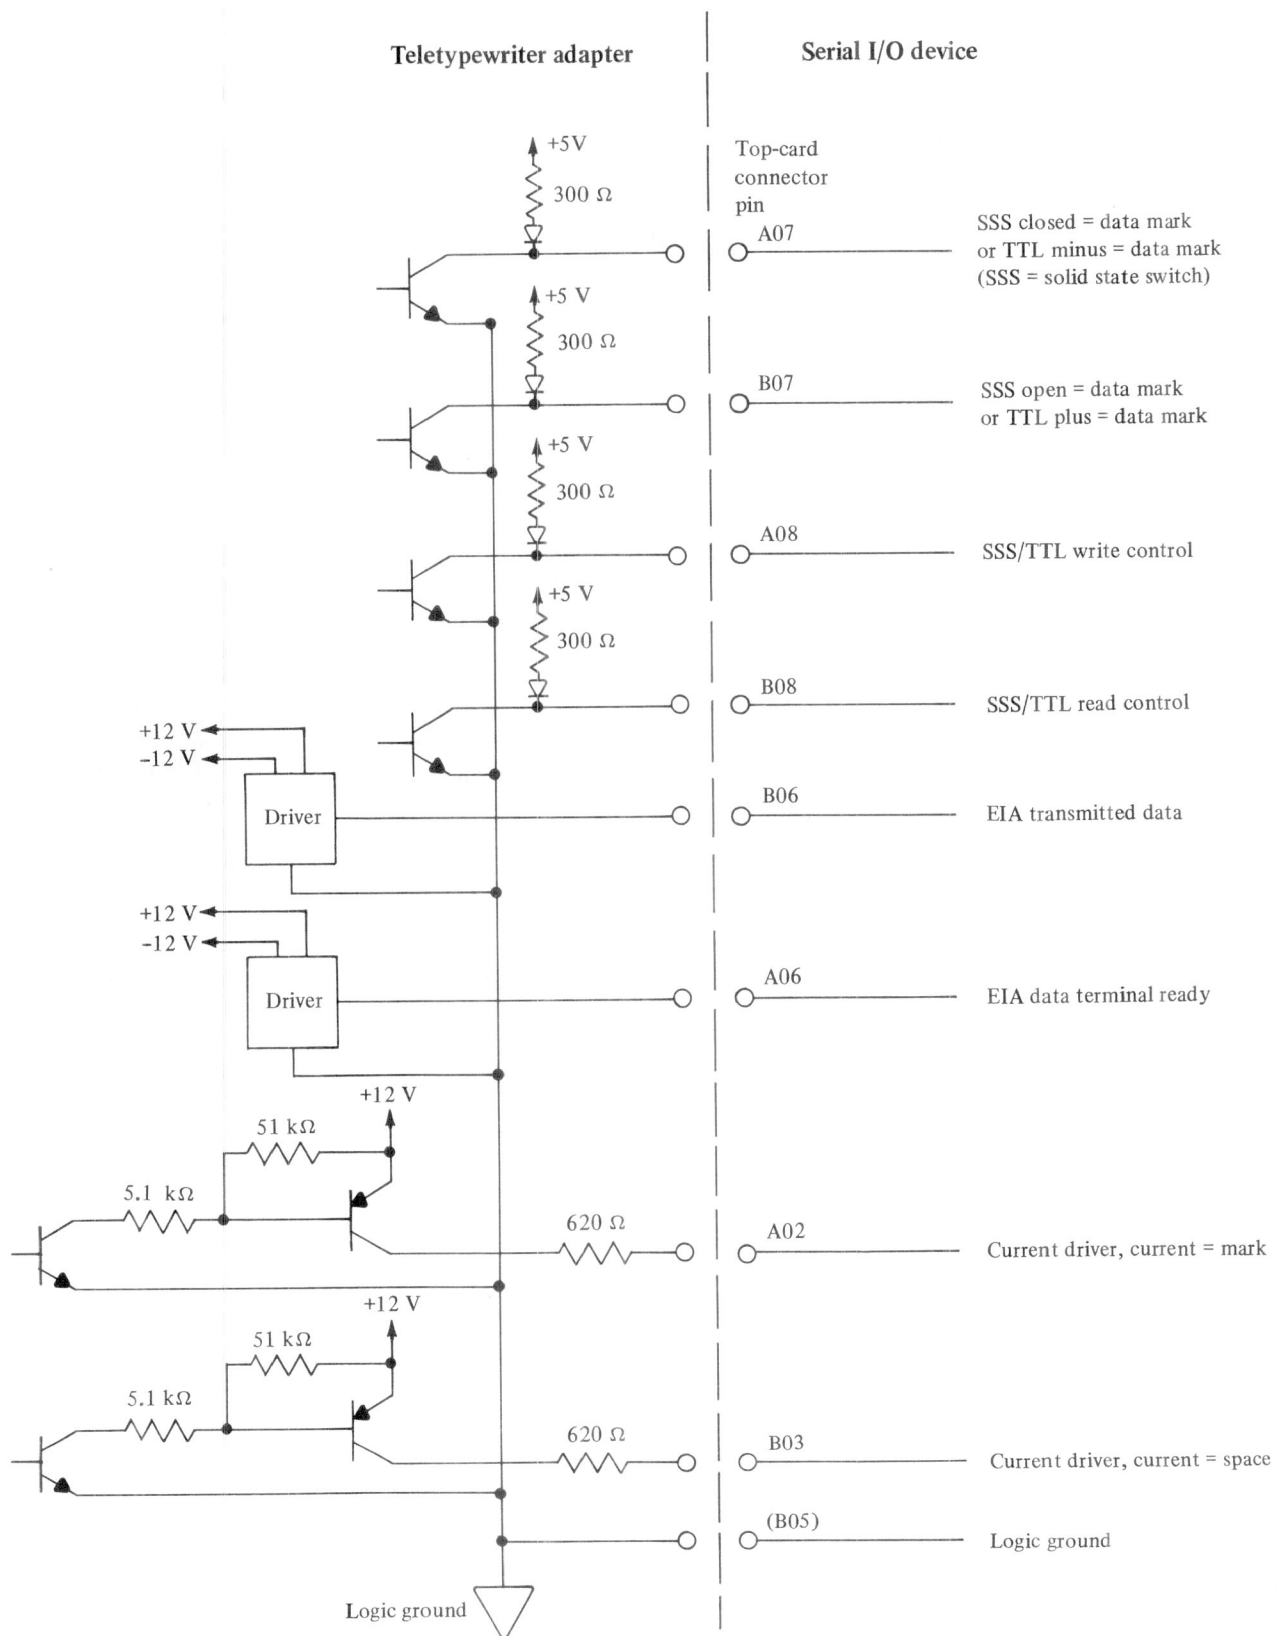 Teletypewriter adapter
Serial I/O device
Top-card
connector
pin
+5V
300 Ω
A07
SSS closed = data mark
or TTL minus = data mark
(SSS = solid state switch)
+5 V
300 Ω
B07
SSS open = data mark
or TTL plus = data mark
+5 V
300 Ω
A08
SSS/TTL write control
+5 V
300 Ω
B08
SSS/TTL read control
+12 V
-12 V
Driver
B06
EIA transmitted data
+12 V
-12 V
Driver
A06
EIA data terminal ready
+12 V
51 kΩ
5.1 kΩ
620 Ω
A02
Current driver, current = mark
+12 V
51 kΩ
5.1 kΩ
620 Ω
B03
Current driver, current = space
(B05)
Logic ground
Logic ground